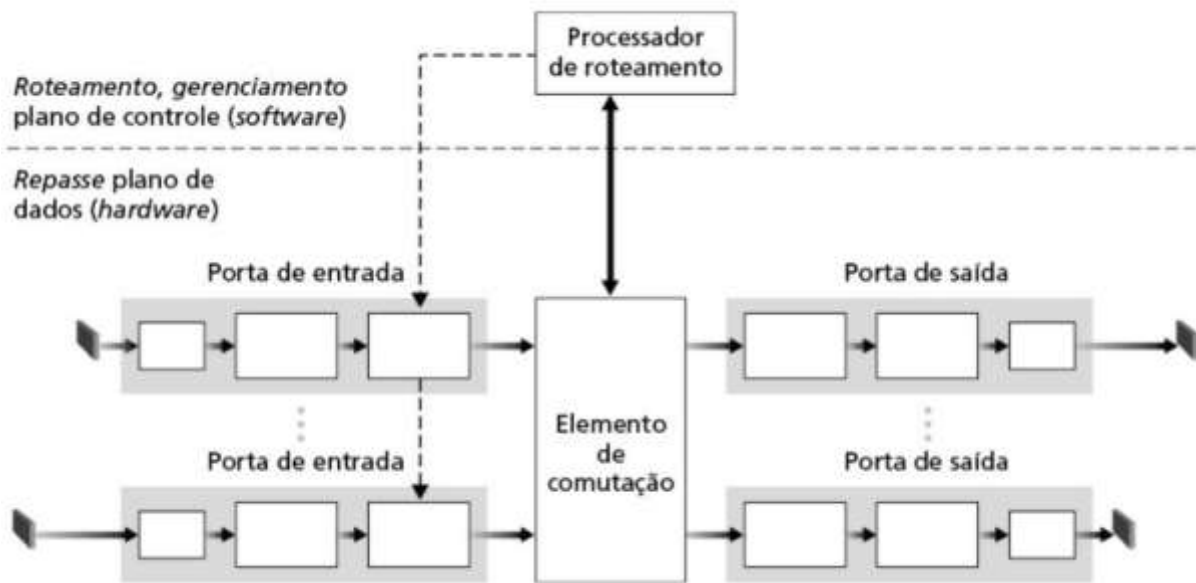 Processador
de roteamento
Roteamento, gerenciamento
plano de controle (software)
Repasse plano de
dados (hardware)
Porta de entrada
Porta de saída
Elemento
de
comutação
Porta de entrada
Porta de saída